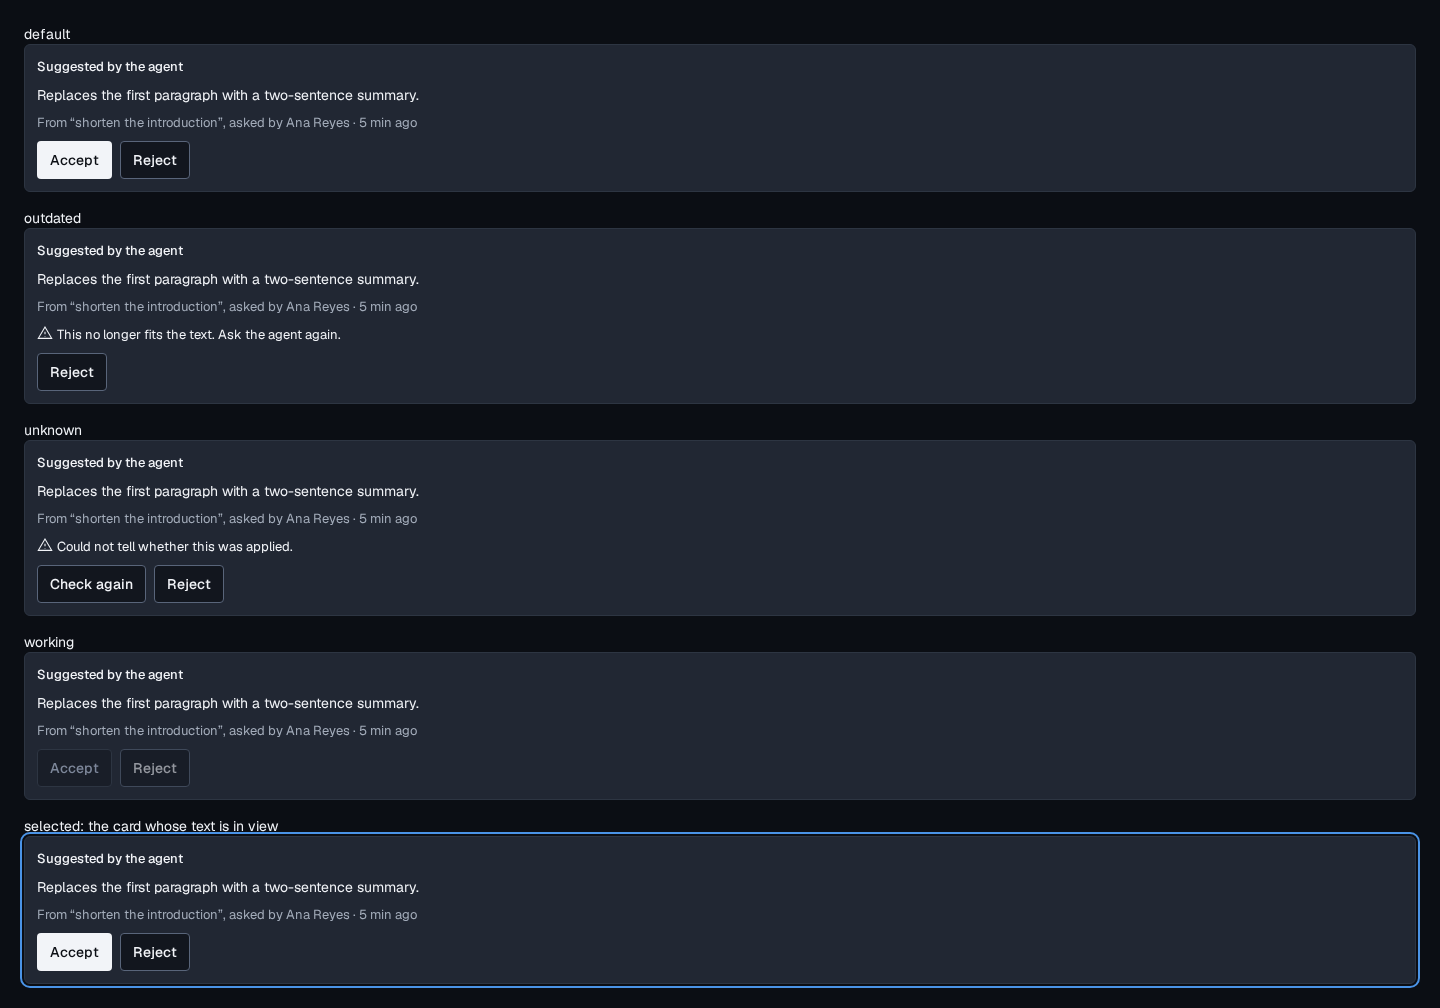 default
Suggested by the agent
Replaces the first paragraph with a two-sentence summary.
From “shorten the introduction”, asked by Ana Reyes · 5 min ago
Accept Reject
outdated
Suggested by the agent
Replaces the first paragraph with a two-sentence summary.
From “shorten the introduction”, asked by Ana Reyes · 5 min ago
This no longer fits the text. Ask the agent again.
Reject
unknown
Suggested by the agent
Replaces the first paragraph with a two-sentence summary.
From “shorten the introduction”, asked by Ana Reyes · 5 min ago
Could not tell whether this was applied.
Check again Reject
working
Suggested by the agent
Replaces the first paragraph with a two-sentence summary.
From “shorten the introduction”, asked by Ana Reyes · 5 min ago
Accept Reject
selected: the card whose text is in view
Suggested by the agent
Replaces the first paragraph with a two-sentence summary.
From “shorten the introduction”, asked by Ana Reyes · 5 min ago
Accept Reject